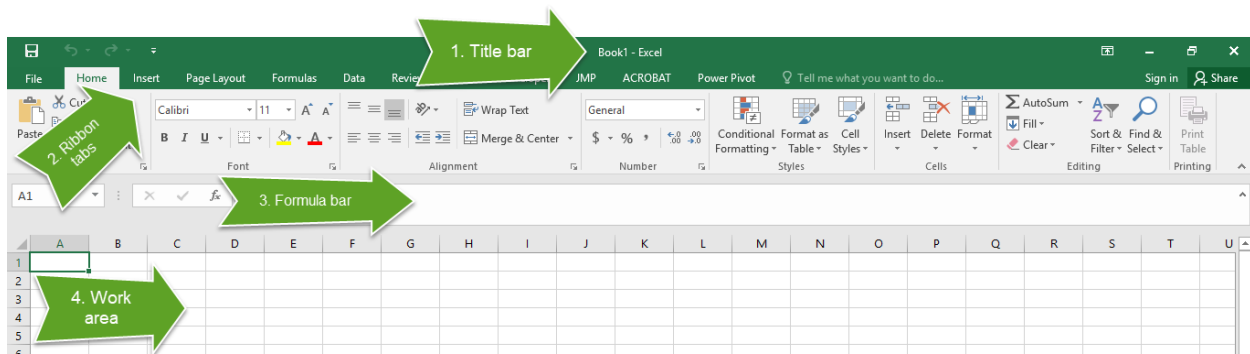 1. Title bar
Book1 - Excel
File Home Insert Page Layout Formulas Data JMP ACROBAT Power Pivot Tell me what you want to do... Sign in Share
2. Ribbon
tabs
Calibri 11 A A Wrap Text General AutoSum
Paste B I U A Merge & Center $ % , Conditional Format as Cell Insert Delete Format Fill Sort & Find & Print
Formatting Table Styles Clear Filter Select Table
Font Alignment Number Styles Cells Editing Printing
A1 fx 3. Formula bar
A B C D E F G H I J K L M N O P Q R S T U
1
2
3
4
5
4. Work
area